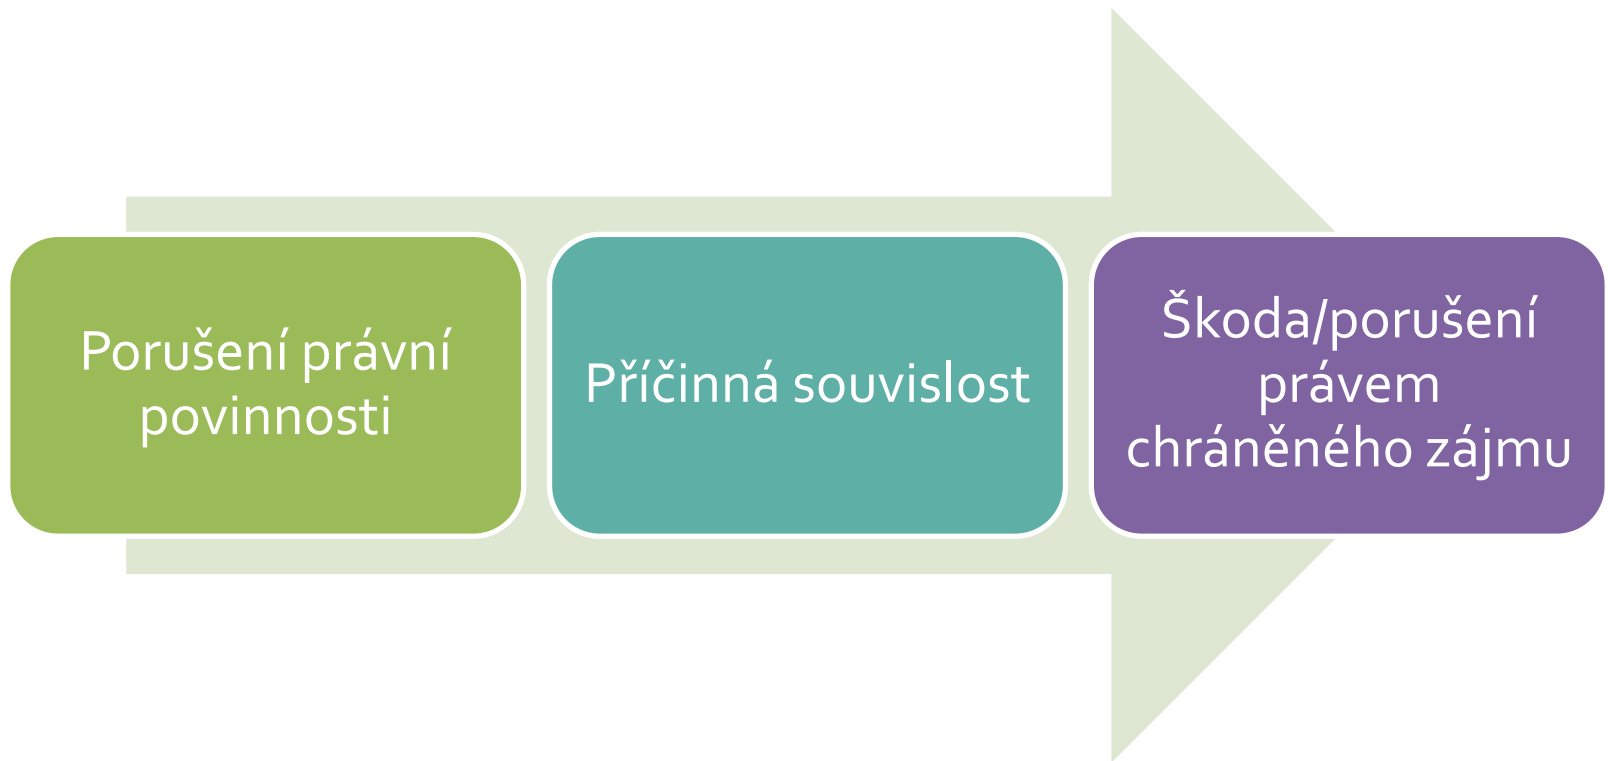 Porušení právní
povinnosti
Příčinná souvislost
Škoda/porušení
právem
chráněného zájmu